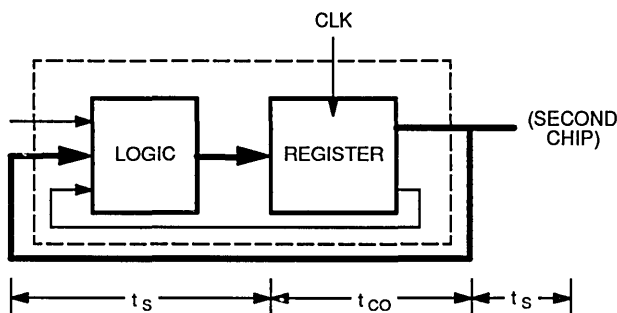 CLK
LOGIC
REGISTER
(SECOND
CHIP)
tS
tCO
tS